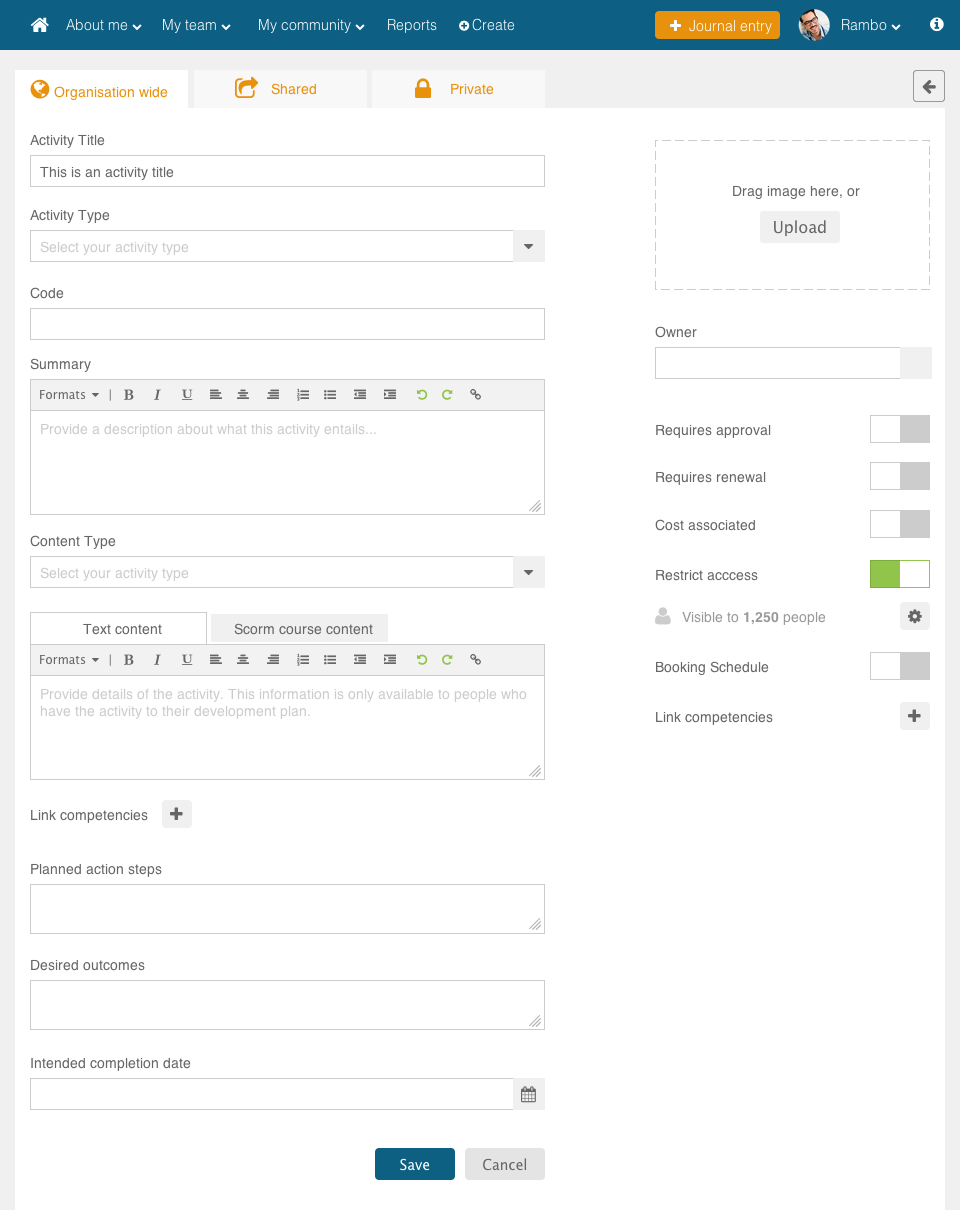 About me My team My community Reports Create Journal entry Rambo
Organisation wide Shared Private
Activity Title
This is an activity title
Activity Type
Select your activity type
Code
Summary
Formats | B I U
Provide a description about what this activity entails...
Content Type
Select your activity type
Text content Scorm course content
Formats | B I U
Provide details of the activity. This information is only available to people who
have the activity to their development plan.
Link competencies
Planned action steps
Desired outcomes
Intended completion date
Save Cancel
Drag image here, or
Upload
Owner
Requires approval
Requires renewal
Cost associated
Restrict acccess
Visible to 1,250 people
Booking Schedule
Link competencies